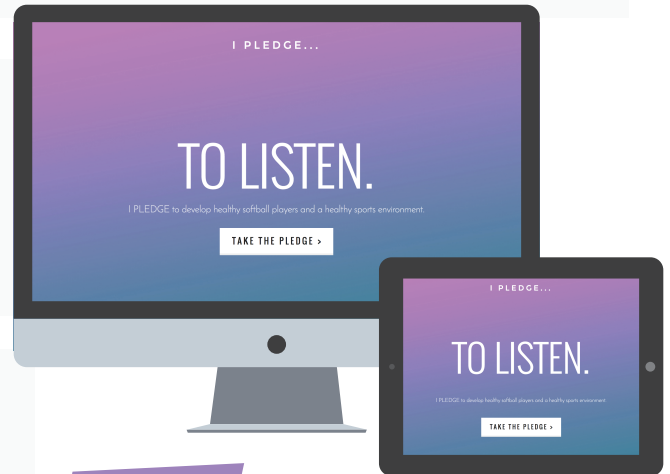 I PLEDGE...
TO LISTEN.
I PLEDGE to develop healthy softball players and a healthy sports environment.
TAKE THE PLEDGE >
I PLEDGE...
TO LISTEN.
I PLEDGE to develop healthy softball players and a healthy sports environment.
TAKE THE PLEDGE >